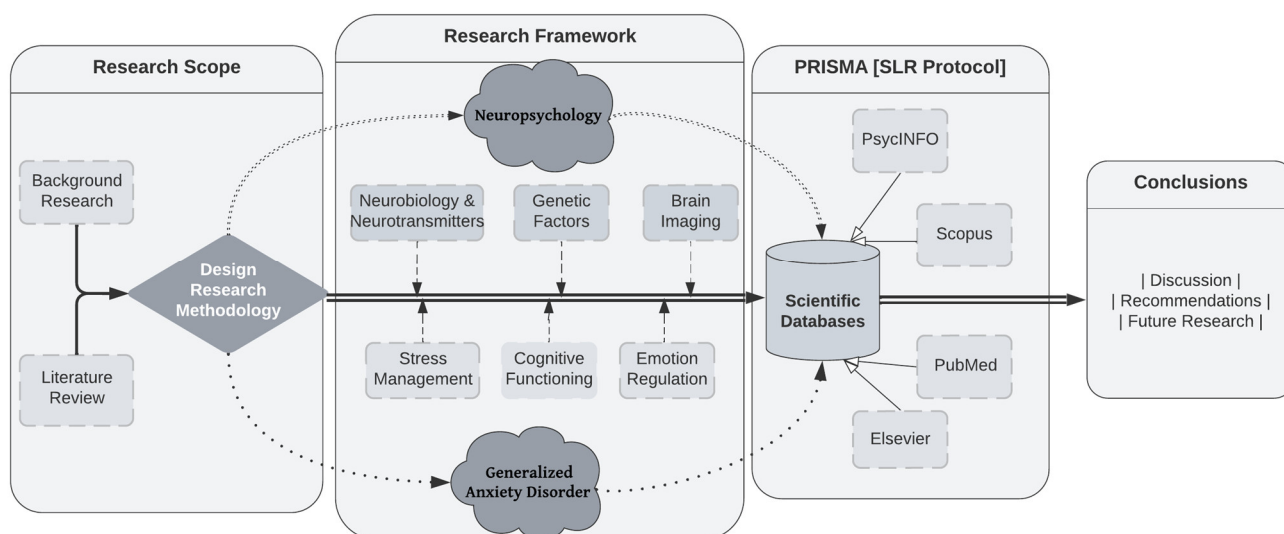 Research Scope
Background
Research
Design
Research
Methodology
Literature
Review
Research Framework
Neuropsychology
Neurobiology &
Neurotransmitters
Genetic
Factors
Brain
Imaging
Stress
Management
Cognitive
Functioning
Emotion
Regulation
Generalized
Anxiety Disorder
PRISMA [SLR Protocol]
PsycINFO
Scopus
Scientific
Databases
PubMed
Elsevier
Conclusions
| Discussion |
| Recommendations |
| Future Research |